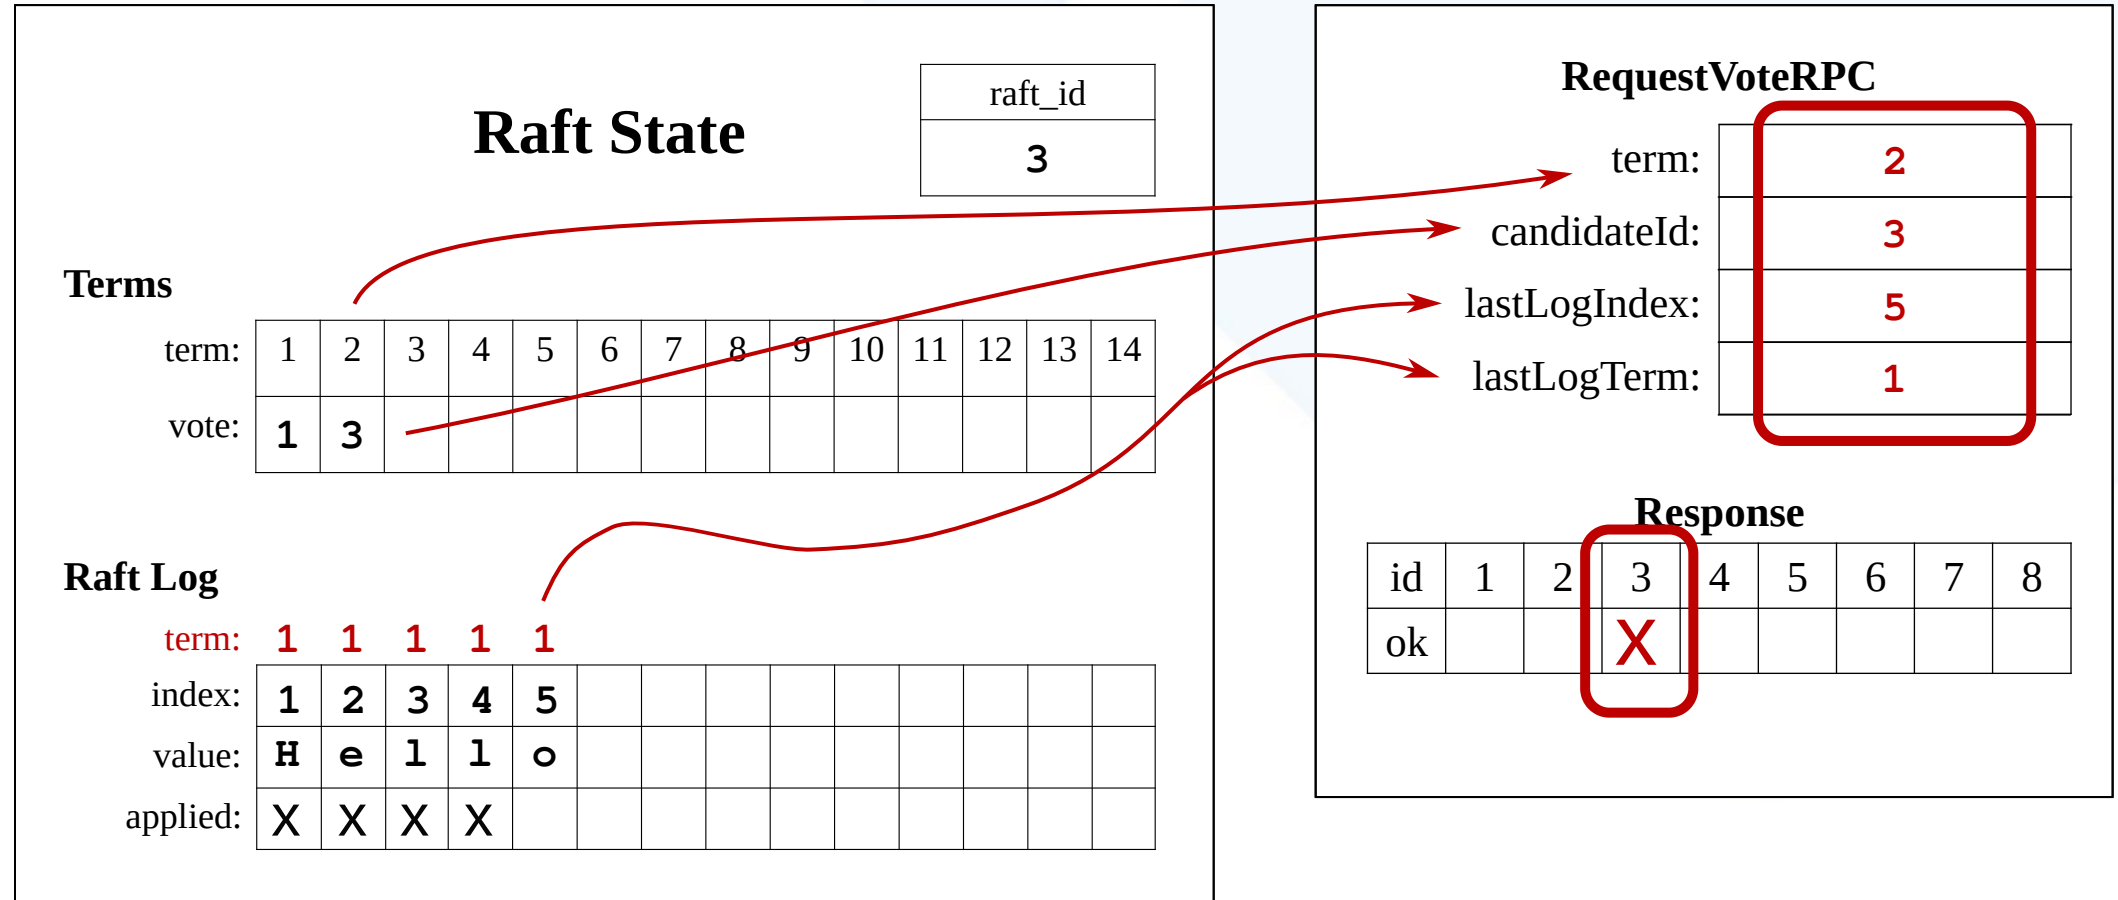 raft_id
Raft State
3
Terms
term: 1 2 3 4 5 6 7 8 9 10 11 12 13 14
vote: 1 3
Raft Log
term: 1 1 1 1 1
index: 1 2 3 4 5
value: H e l l o
applied: X X X X
RequestVoteRPC
term: 2
candidateId: 3
lastLogIndex: 5
lastLogTerm: 1
Response
id 1 2 3 4 5 6 7 8
ok X